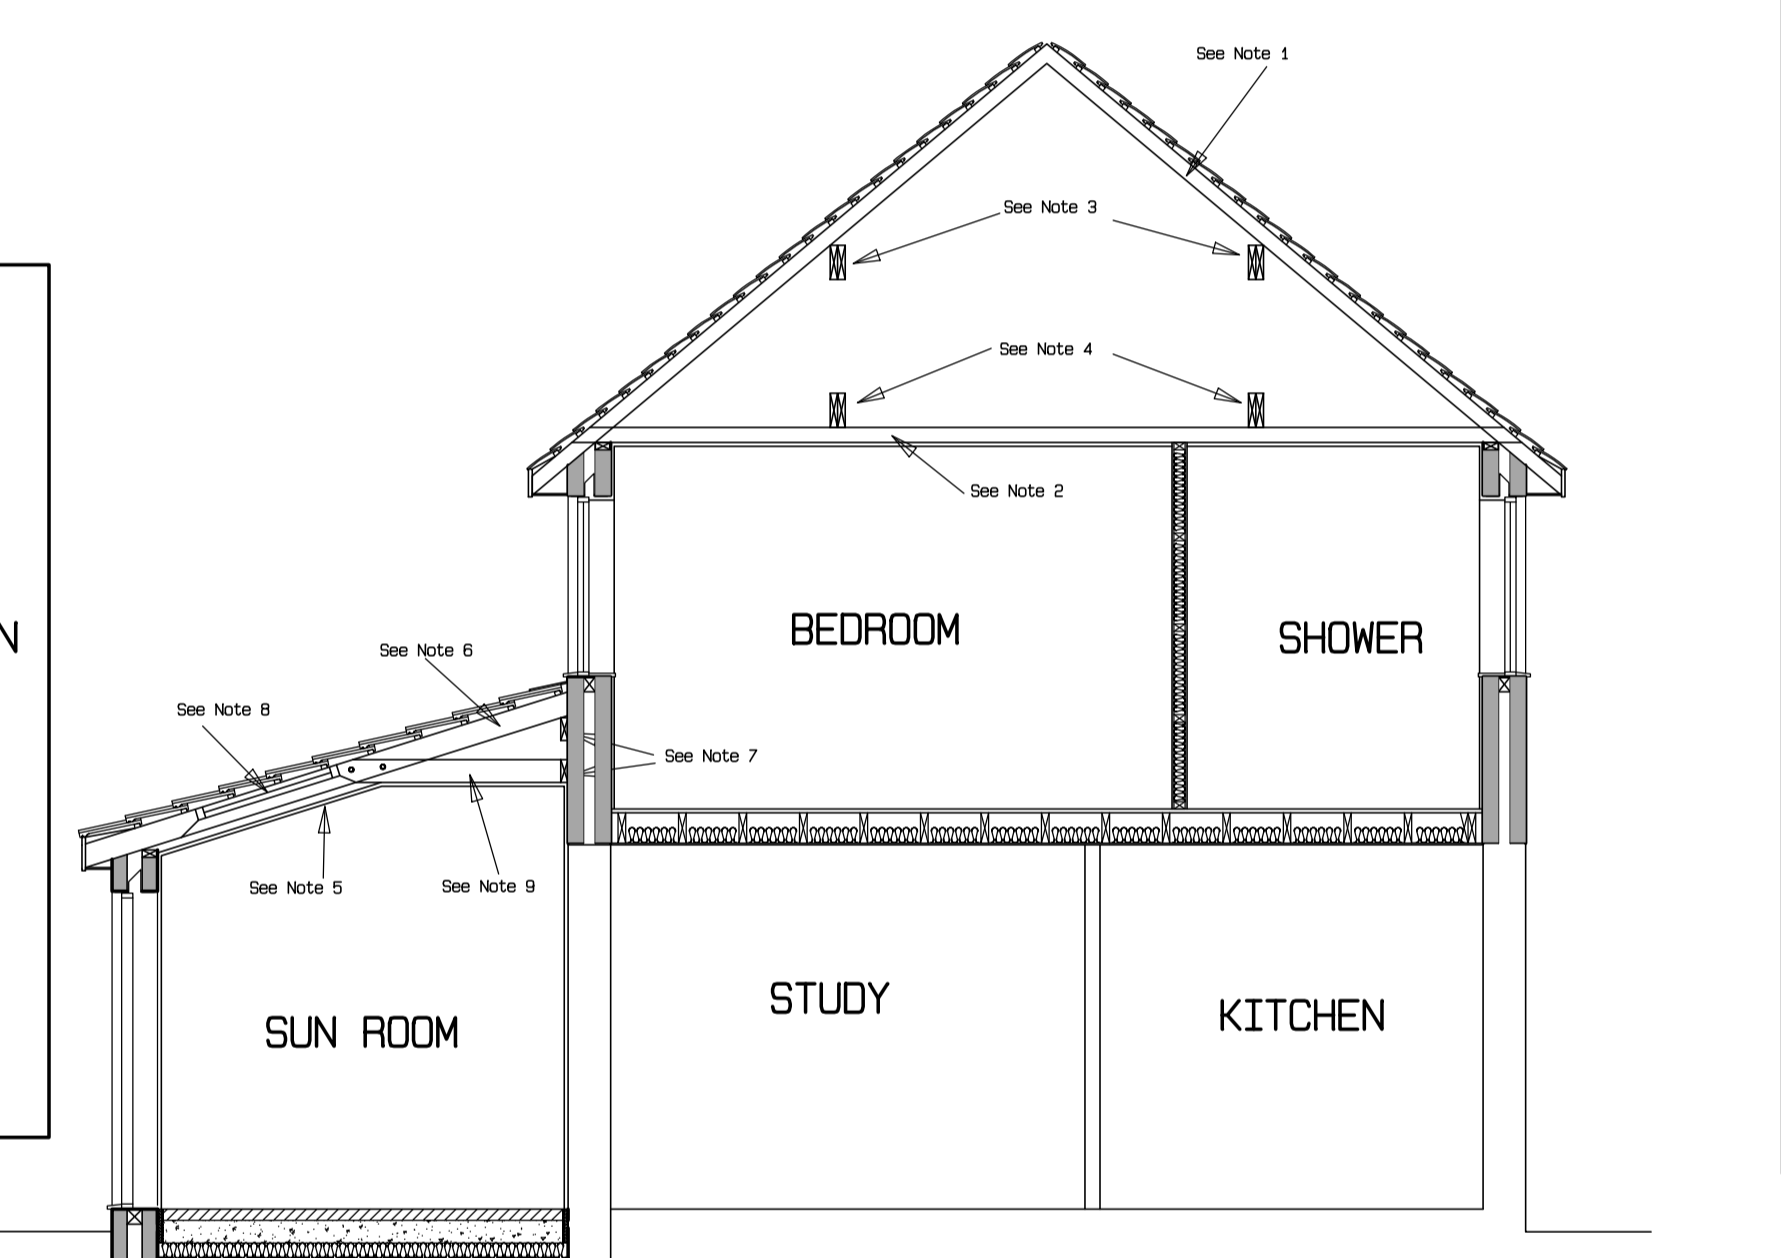 See Note 1
See Note 3
See Note 4
See Note 2
N
BEDROOM
SHOWER
See Note 6
See Note 8
See Note 7
See Note 5
See Note 9
STUDY
KITCHEN
SUN ROOM